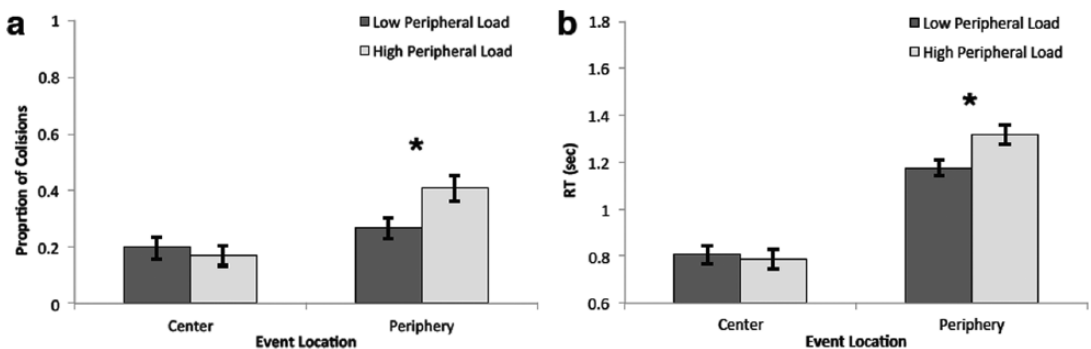 a
Proprtion of Colisions
1
0.8
0.6
0.4
0.2
0
Low Peripheral Load
High Peripheral Load
*
Center
Periphery
Event Location
b
RT (sec)
1.8
1.6
1.4
1.2
1
0.8
0.6
Low Peripheral Load
High Peripheral Load
*
Center
Periphery
Event Location